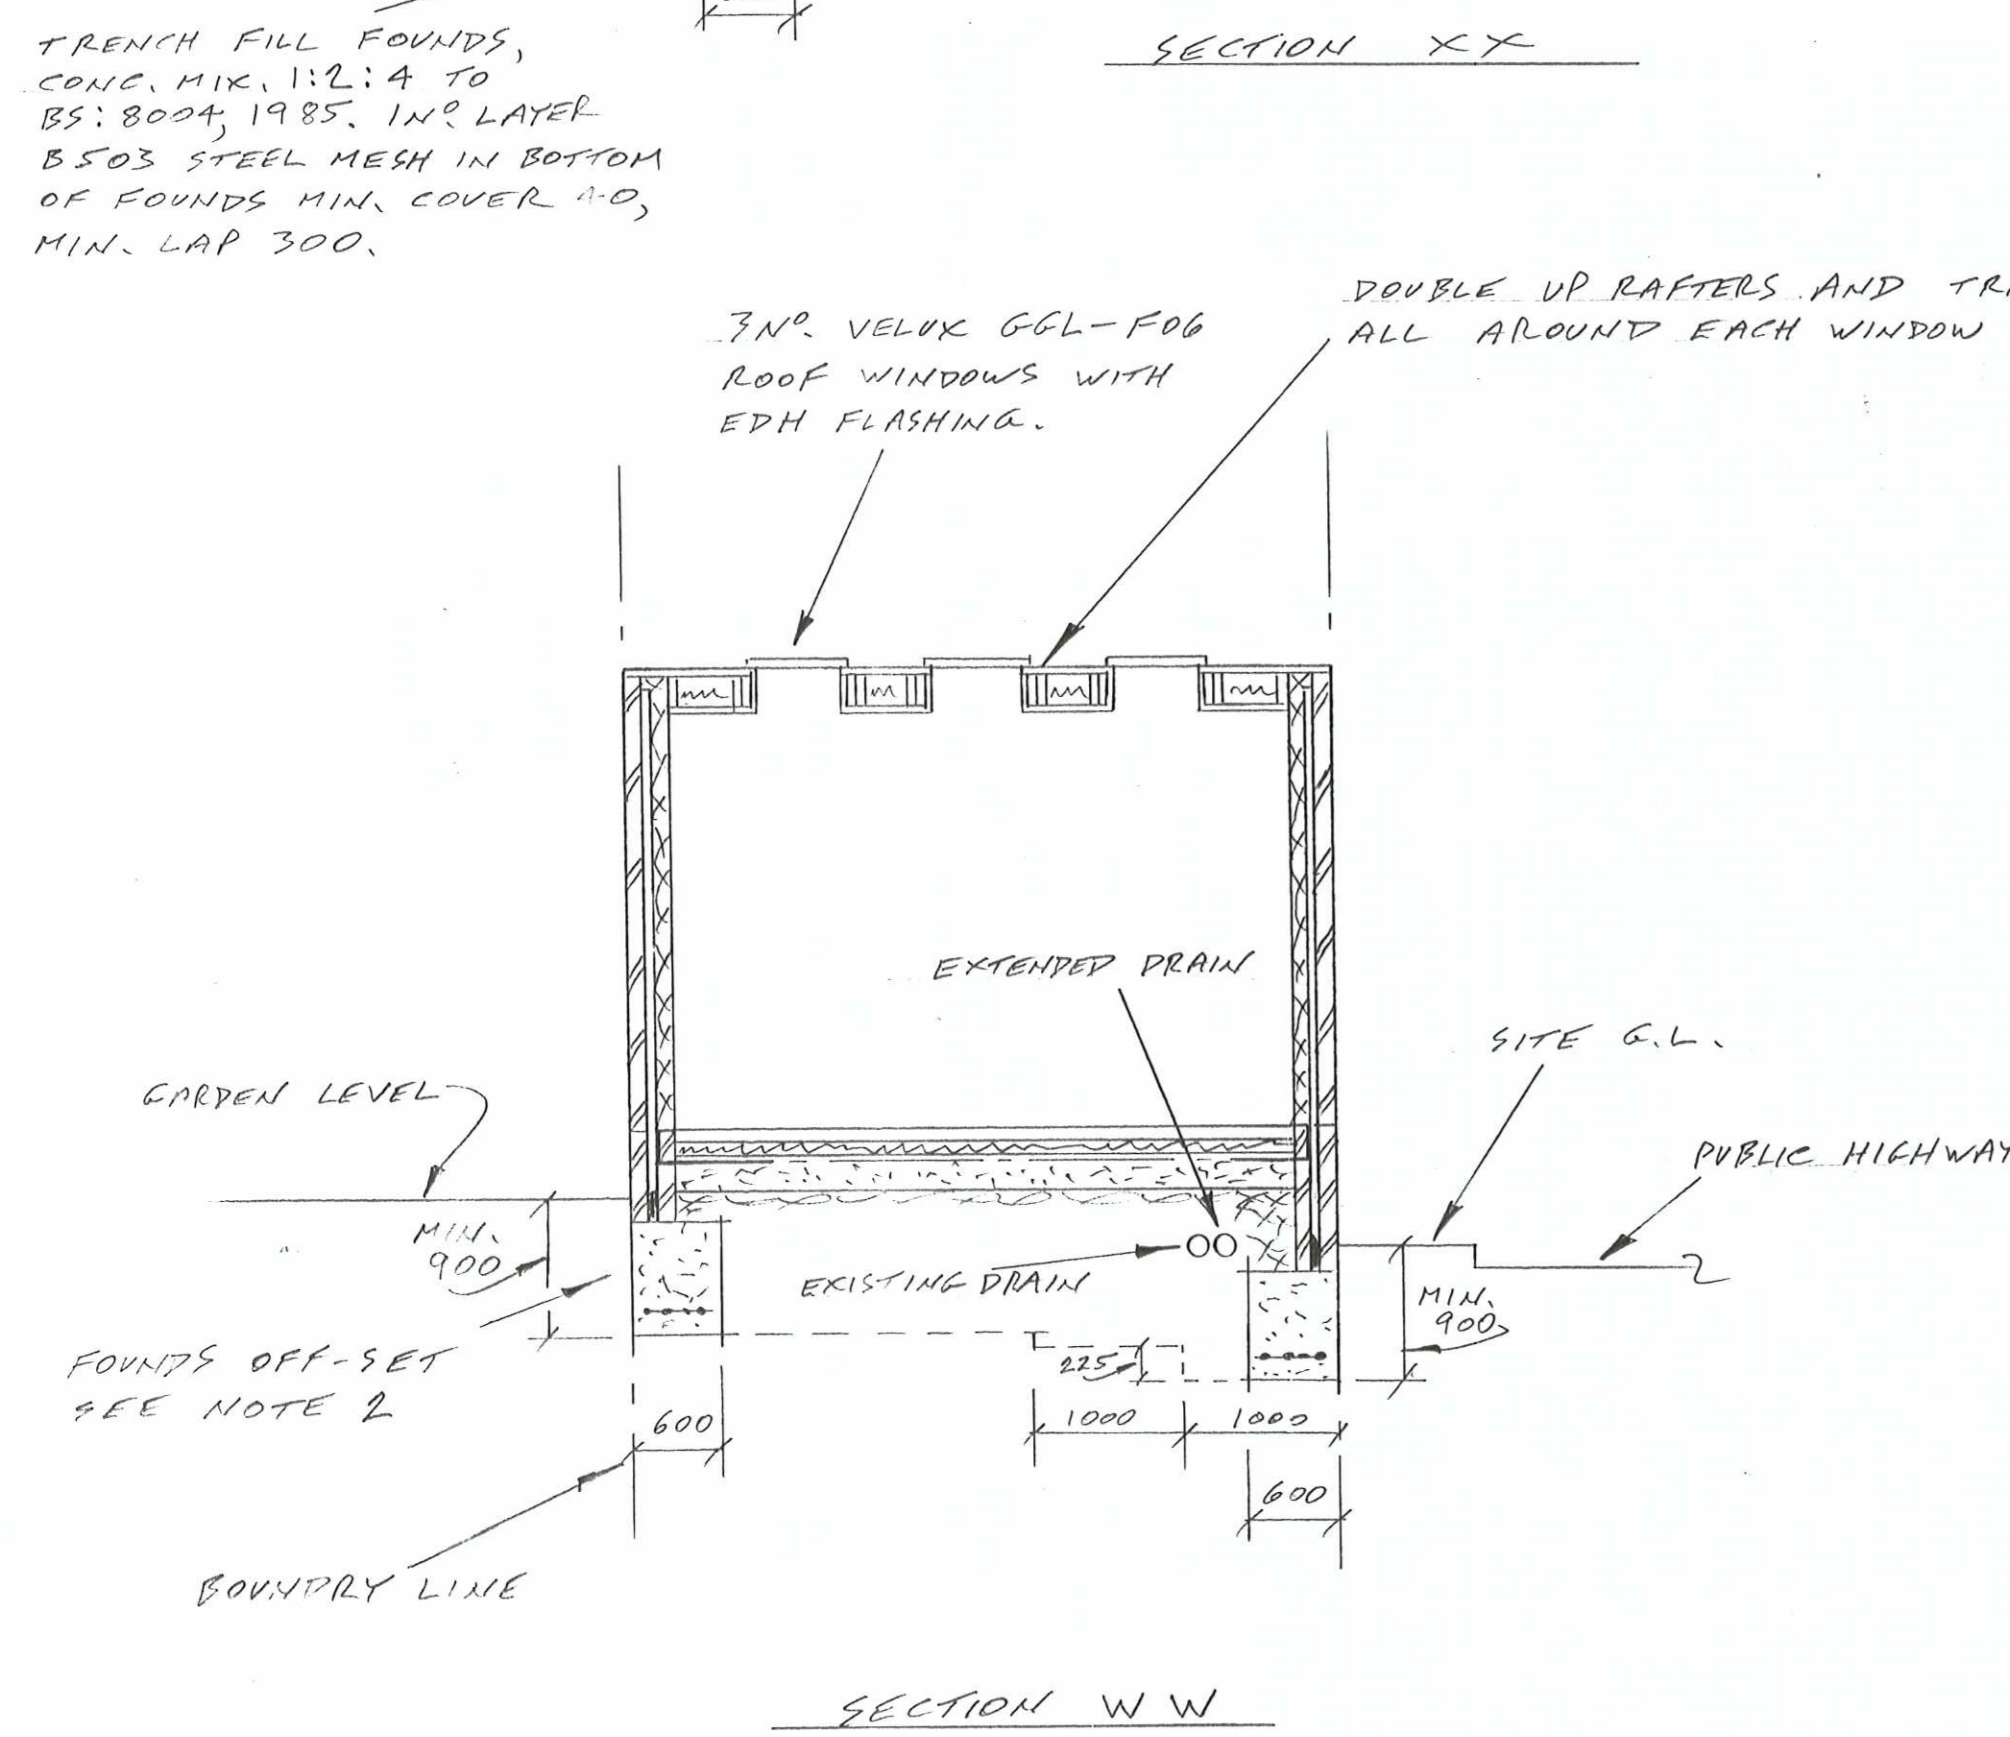 TRENCH FILL FOUNDS,
CONC. MIX. 1:2:4 TO
BS: 8004, 1985. 1Nº LAYER
B503 STEEL MESH IN BOTTOM
OF FOUNDS MIN. COVER 40,
MIN. LAP 300.
SECTION XX
3Nº. VELUX GGL-F06
ROOF WINDOWS WITH
EDH FLASHING.
DOUBLE UP RAFTERS AND TR
ALL AROUND EACH WINDOW
EXTENDED DRAIN
SITE G.L.
GARDEN LEVEL
PUBLIC HIGHWAY
MIN.
900
EXISTING DRAIN
MIN.
900
FOUNDS OFF-SET
SEE NOTE 2
225
600
1000
1000
600
BOUNDRY LINE
SECTION WW